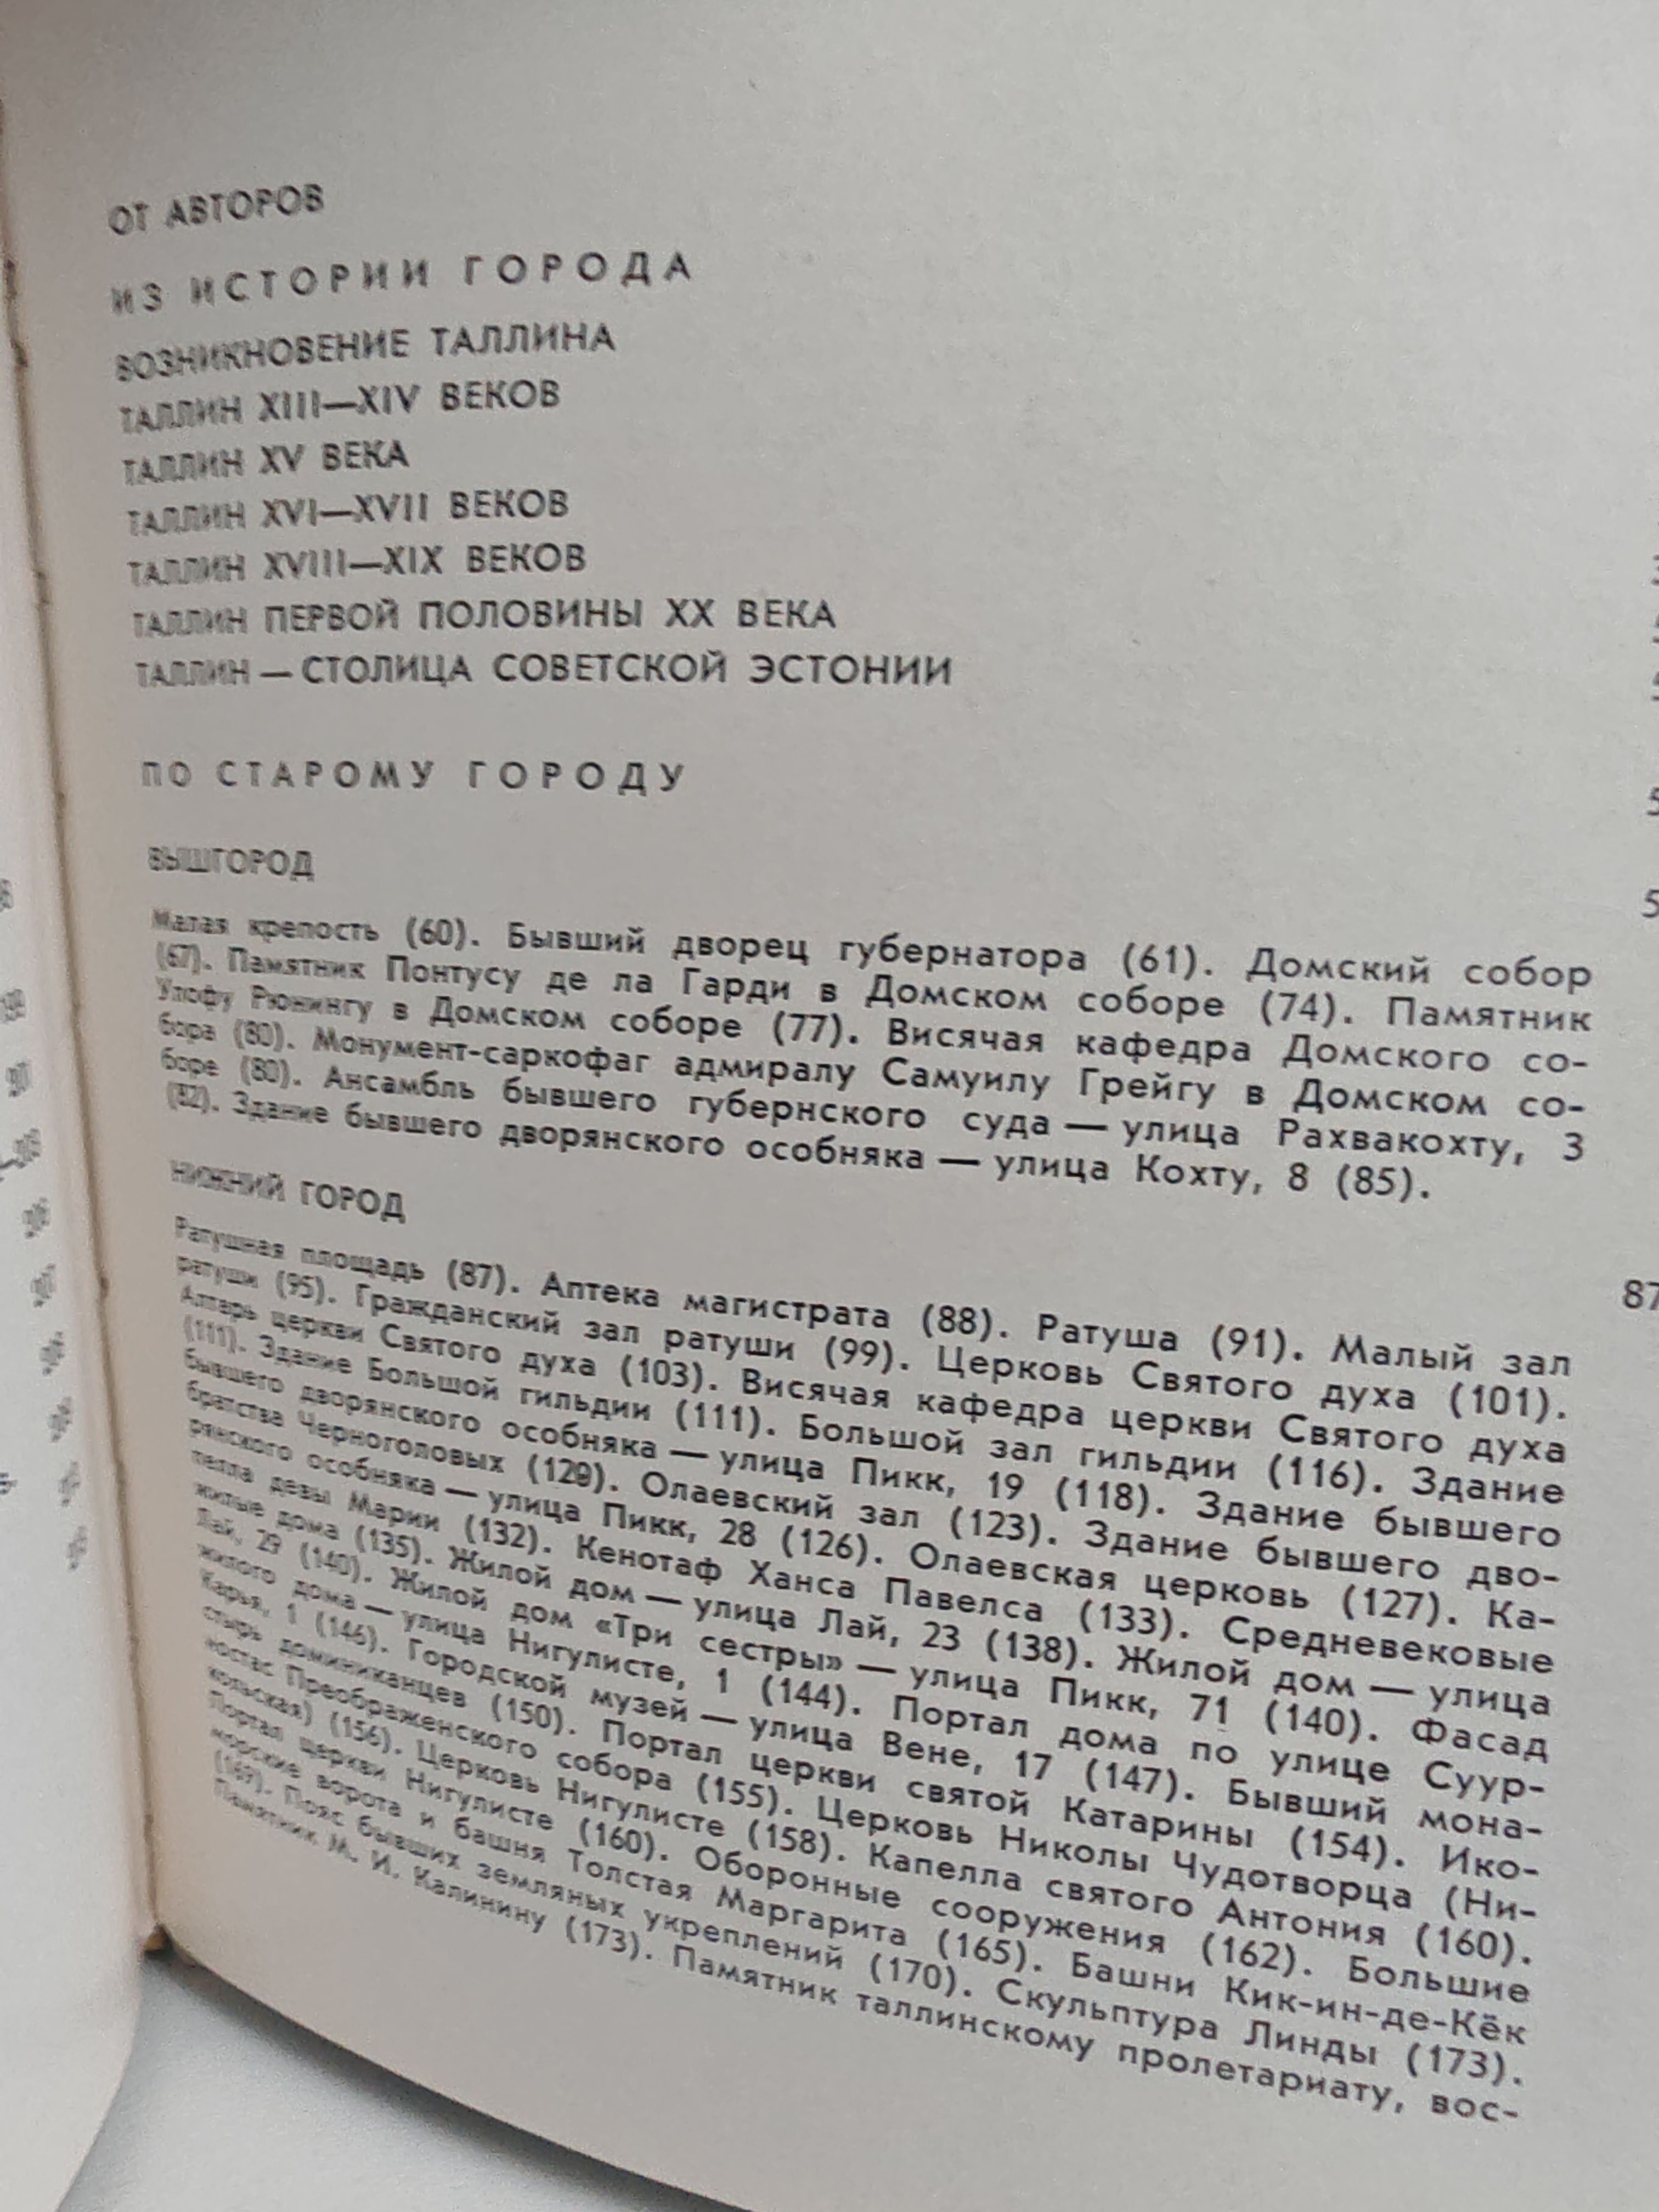 ОТ АВТОРОВ
ИЗ ИСТОРИИ ГОРОДА
ВОЗНИКНОВЕНИЕ ТАЛЛИНА
ТАЛЛИН XIII—XIV ВЕКОВ
ТАЛЛИН XV ВЕКА
ТАЛЛИН XVI—XVII ВЕКОВ
ТАЛЛИН XVIII—XIX ВЕКОВ
ТАЛЛИН ПЕРВОЙ ПОЛОВИНЫ XX ВЕКА
ТАЛЛИН — СТОЛИЦА СОВЕТСКОЙ ЭСТОНИИ
ПО СТАРОМУ ГОРОДУ
ВЫШГОРОД
Малая крепость (60). Бывший дворец губернатора (61). Домский собор
(67). Памятник Понтусу де ла Гарди в Домском соборе (74). Памятник
Улофу Рюнингу в Домском соборе (77). Висячая кафедра Домского со-
бора (80). Монумент-саркофаг адмиралу Самуилу Грейгу в Домском со-
боре (80). Ансамбль бывшего губернского суда — улица Рахвакохту, 3
(82). Здание бывшего дворянского особняка — улица Кохту, 8 (85).
НИЖНИЙ ГОРОД 87
Ратушная площадь (87). Аптека магистрата (88). Ратуша (91). Малый зал
ратуши (95). Гражданский зал ратуши (99). Церковь Святого духа (101).
Алтарь церкви Святого духа (103). Висячая кафедра церкви Святого духа
(111). Здание Большой гильдии (111). Большой зал гильдии (116). Здание
бывшего дворянского особняка — улица Пикк, 19 (118). Здание бывшего
братства Черноголовых (120). Олаевский зал (123). Здание бывшего дво-
рянского особняка — улица Пикк, 28 (126). Олаевская церковь (127). Ка-
пелла девы Марии (132). Кенотаф Ханса Павелса (133). Средневековые
жилые дома (135). Жилой дом — улица Лай, 23 (138). Жилой дом — улица
Лай, 29 (140). Жилой дом «Три сестры» — улица Пикк, 71 (140). Фасад
жилого дома — улица Нигулисте, 1 (144). Портал дома по улице Суур-
Карья, 1 (146). Городской музей — улица Вене, 17 (147). Бывший мона-
стырь доминиканцев (150). Портал церкви святой Катарины (154). Ико-
ностас Преображенского собора (155). Церковь Николы Чудотворца (Ни-
кольская) (156). Церковь Нигулисте (158). Капелла святого Антония (160).
Портал церкви Нигулисте (160). Оборонные сооружения (162). Большие
морские ворота и башня Толстая Маргарита (165). Башни Кик-ин-де-Кёк
(169). Пояс бывших земляных укреплений (170). Скульптура Линды (173).
Памятник М. И. Калинину (173). Памятник таллинскому пролетариату, вос-